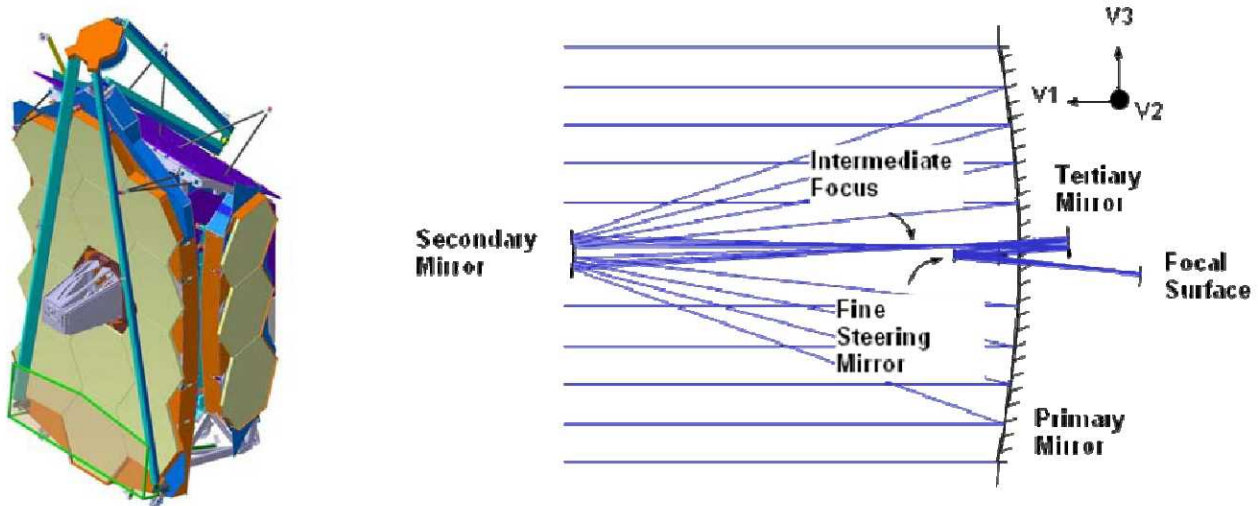 V3
V1
V2
Intermediate
Focus
Tertiary
Mirror
Secondary
Mirror
Focal
Surface
Fine
Steering
Mirror
Primary
Mirror